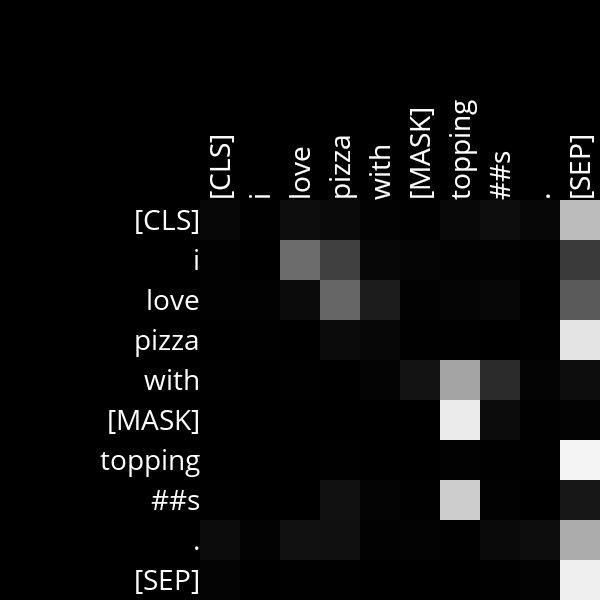 [CLS] i love pizza with [MASK] topping ##s . [SEP]
[CLS]
i
love
pizza
with
[MASK]
topping
##s
.
[SEP]